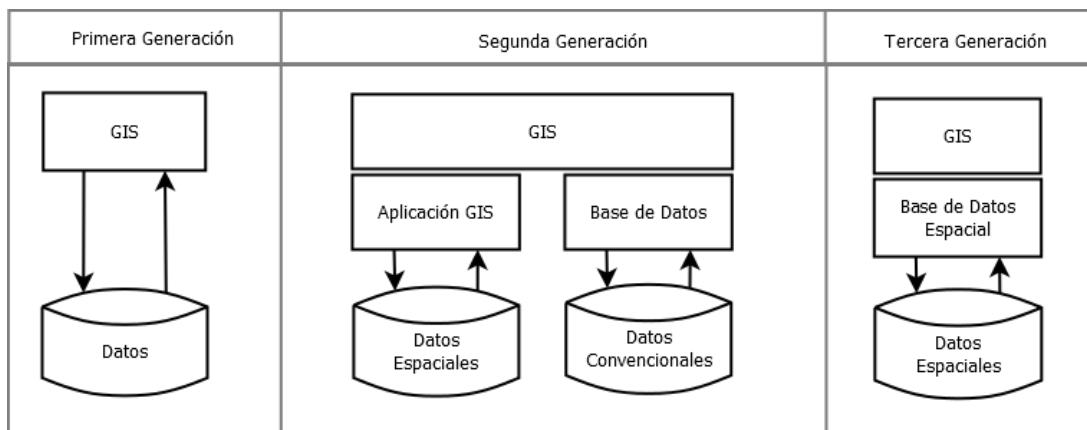 Primera Generación
Segunda Generación
Tercera Generación
GIS
Datos
GIS
Aplicación GIS
Base de Datos
Datos
Espaciales
Datos
Convencionales
GIS
Base de Datos
Espacial
Datos
Espaciales